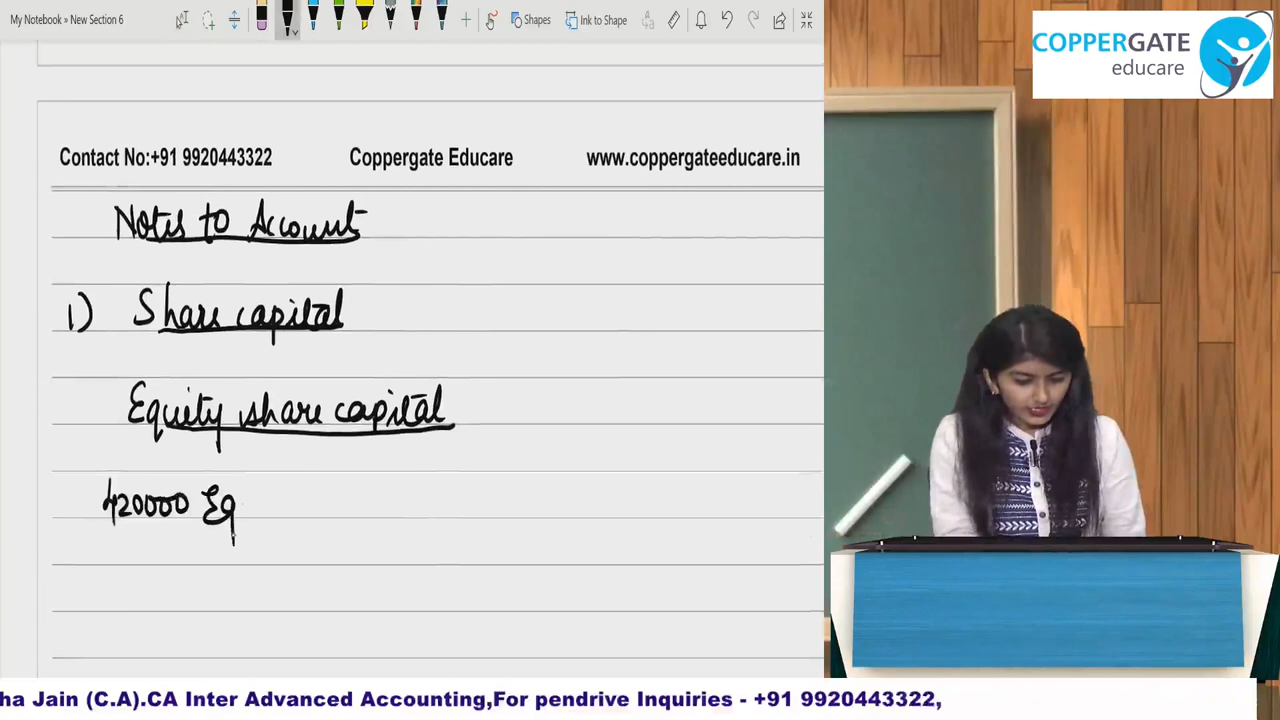 My Notebook » New Section 6
Shapes
Ink to Shape
COPPERGATE
educare
Contact No:+91 9920443322 Coppergate Educare www.coppergateeducare.in
Notes to Account
1) Share capital
Equity share capital
420000 Eq
ha Jain (C.A).CA Inter Advanced Accounting,For pendrive Inquiries - +91 9920443322,